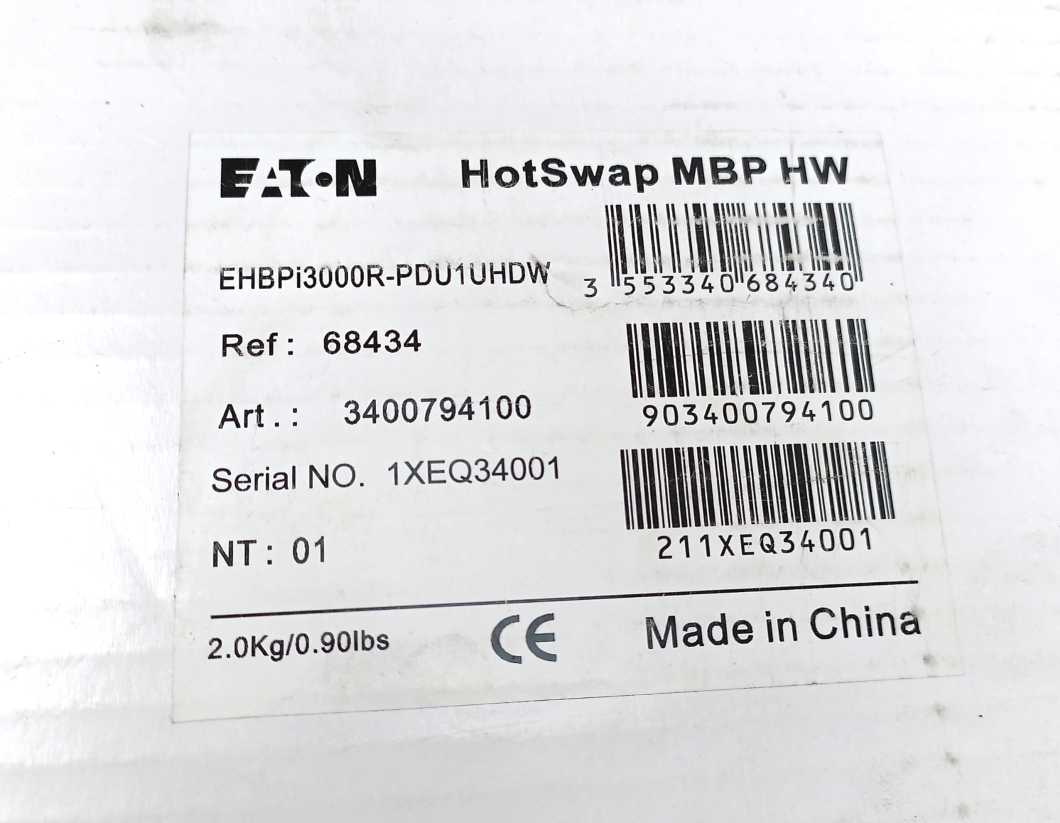 EATON HotSwap MBP HW
EHBPi3000R-PDU1UHDW
3 553340 684340
Ref: 68434
Art.: 3400794100
903400794100
Serial NO. 1XEQ34001
211XEQ34001
NT: 01
2.0Kg/0.90lbs CE Made in China